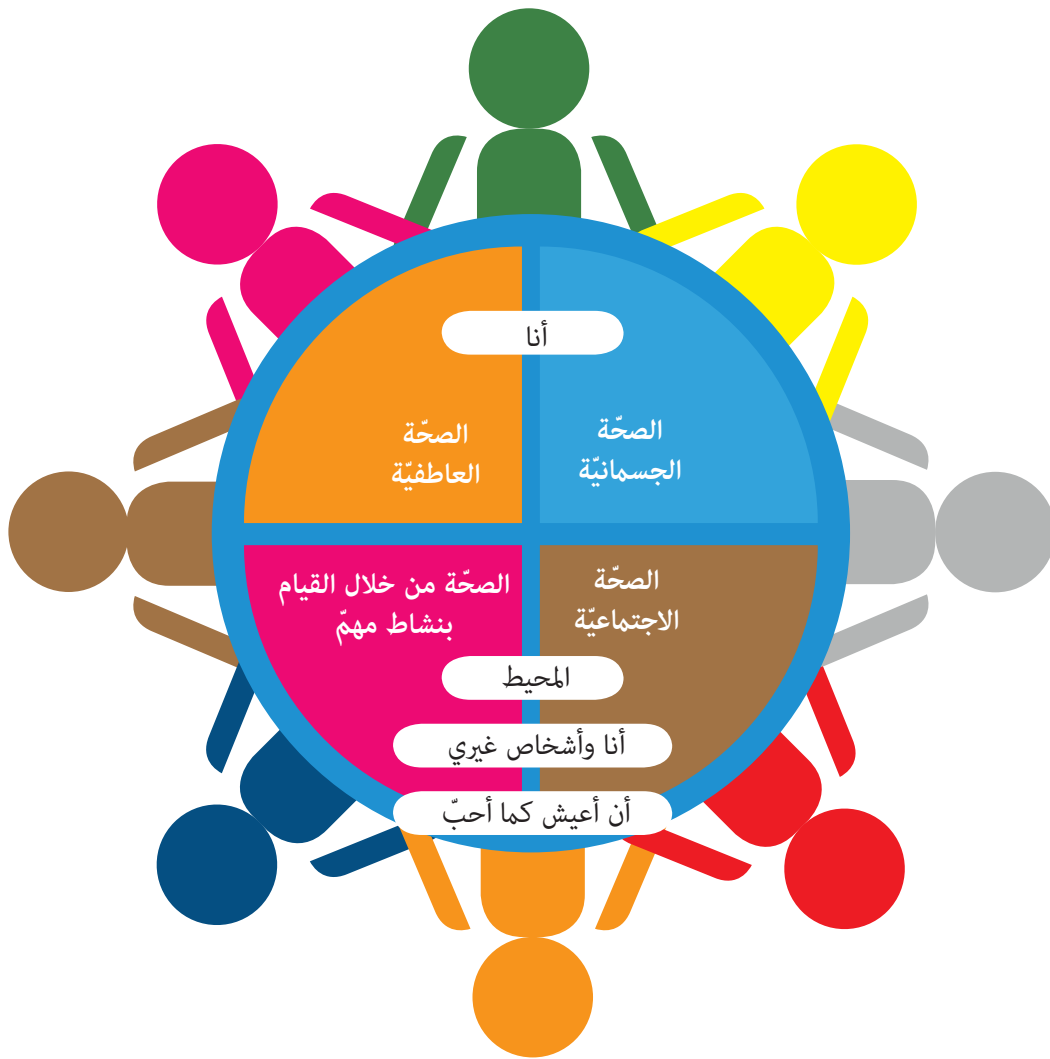 أنا
الصحّة
الجسمانيّة
الصحّة
العاطفيّة
الصحّة
الاجتماعيّة
الصحّة من خلال القيام
بنشاط مهمّ
المحيط
أنا وأشخاص غيري
أن أعيش كما أحبّ